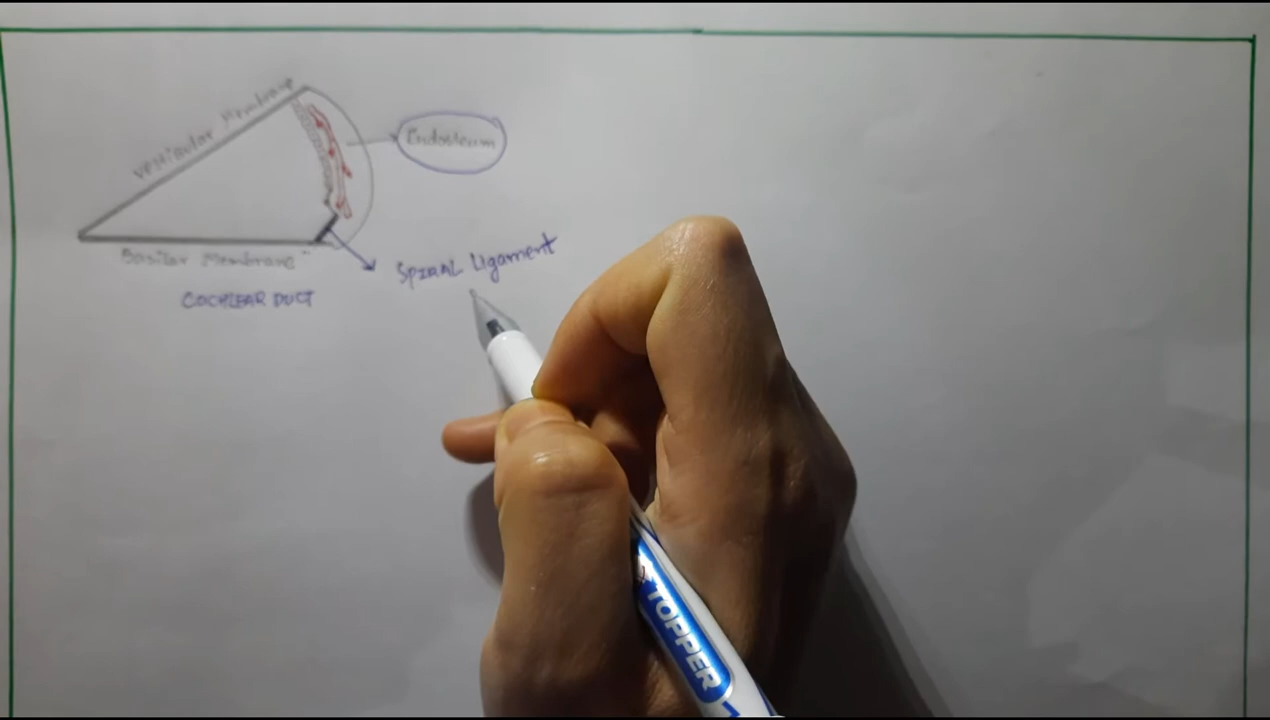 Vestibular Membrane
Endosteum
Basilar Membrane
SPIRAL Ligament
COCHLEAR DUCT
TOPPER